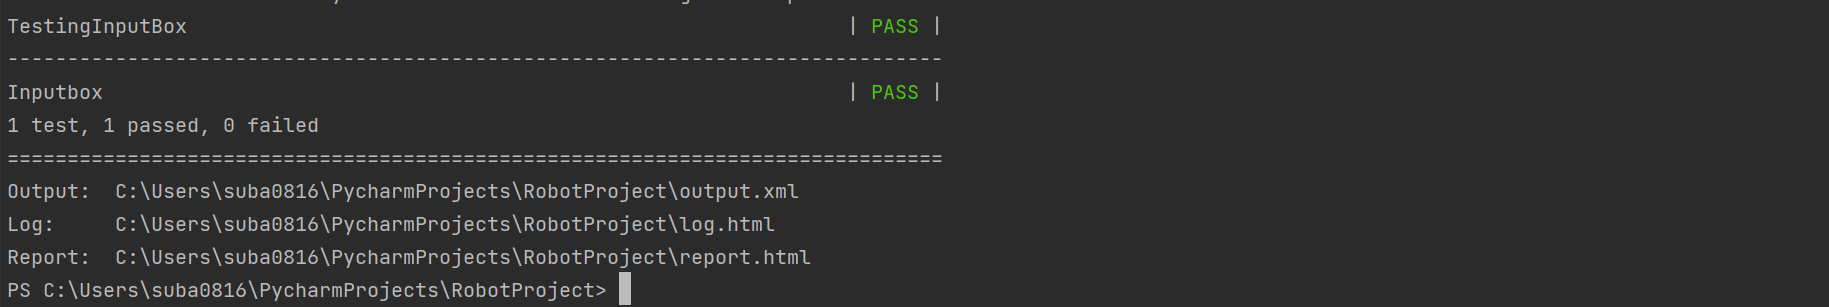 TestingInputBox | PASS |
------------------------------------------------------------------------------
Inputbox | PASS |
1 test, 1 passed, 0 failed
==============================================================================
Output:  C:\Users\suba0816\PycharmProjects\RobotProject\output.xml
Log:     C:\Users\suba0816\PycharmProjects\RobotProject\log.html
Report:  C:\Users\suba0816\PycharmProjects\RobotProject\report.html
PS C:\Users\suba0816\PycharmProjects\RobotProject>